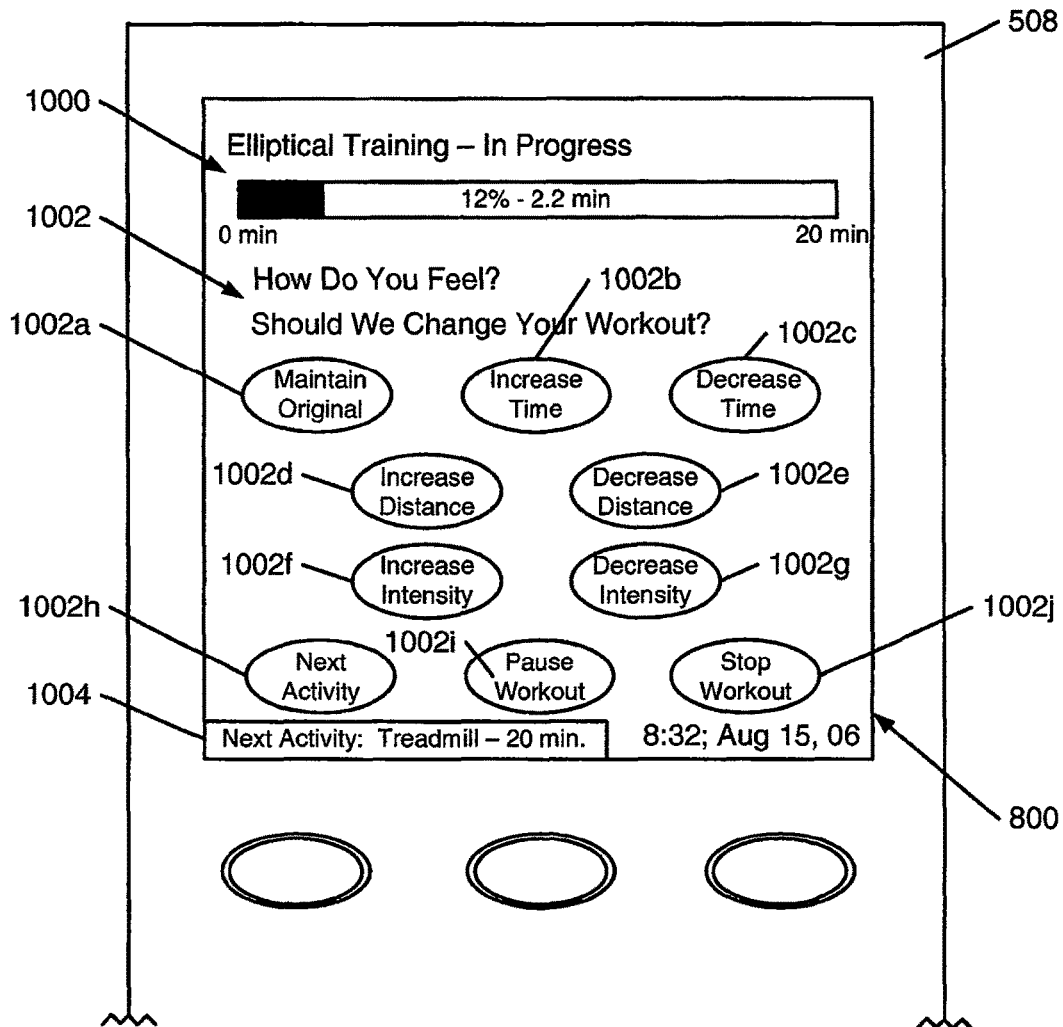 508
1000
Elliptical Training – In Progress
12% - 2.2 min
1002
0 min
20 min
How Do You Feel?
1002b
1002a
Should We Change Your Workout?
1002c
Maintain
Original
Increase
Time
Decrease
Time
1002d
Increase
Distance
Decrease
Distance
1002e
1002f
Increase
Intensity
Decrease
Intensity
1002g
1002h
1002i
1002j
Next
Activity
Pause
Workout
Stop
Workout
1004
Next Activity: Treadmill – 20 min.
8:32; Aug 15, 06
800